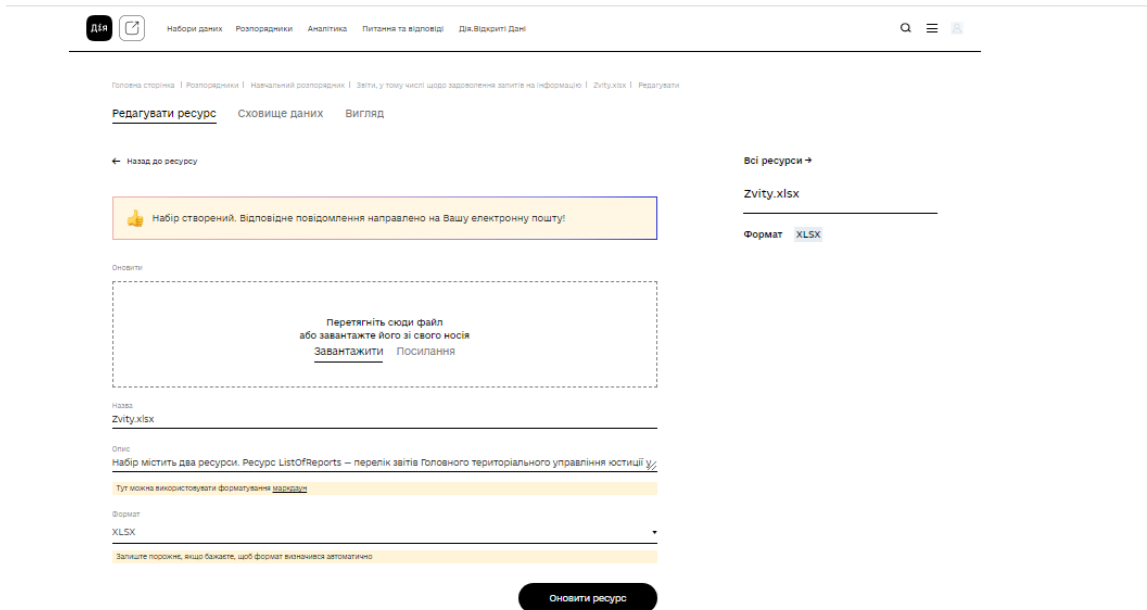 Дія
Набори даних Розпорядники Аналітика Питання та відповіді Дія.Відкриті Дані
Головна сторінка | Розпорядники | Навчальний розпорядник | Звіти, у тому числі щодо задоволення запитів на інформацію | Zvity.xlsx | Редагувати
Редагувати ресурс Сховище даних Вигляд
← Назад до ресурсу
Всі ресурси →
Zvity.xlsx
Формат XLSX
Набір створений. Відповідне повідомлення направлено на Вашу електронну пошту!
Оновити
Перетягніть сюди файл
або завантажте його зі свого носія
Завантажити Посилання
Назва
Zvity.xlsx
Опис
Набір містить два ресурси. Ресурс ListOfReports — перелік звітів Головного територіального управління юстиції у
Тут можна використовувати форматування маркдаун
Формат
XLSX
Залиште порожнє, якщо бажаєте, щоб формат визначився автоматично
Оновити ресурс